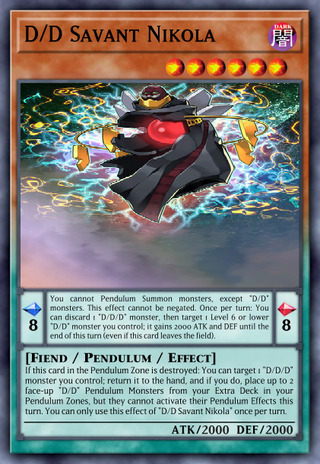 D/D Savant Nikola
DARK
闇
You cannot Pendulum Summon monsters, except "D/D"
monsters. This effect cannot be negated. Once per turn: You
can discard 1 "D/D/D" monster, then target 1 Level 6 or lower
"D/D" monster you control; it gains 2000 ATK and DEF until the
end of this turn (even if this card leaves the field).
8
8
[Fiend / Pendulum / Effect]
If this card in the Pendulum Zone is destroyed: You can target 1 "D/D/D"
monster you control; return it to the hand, and if you do, place up to 2
face-up "D/D" Pendulum Monsters from your Extra Deck in your
Pendulum Zones, but they cannot activate their Pendulum Effects this
turn. You can only use this effect of "D/D Savant Nikola" once per turn.
ATK/2000 DEF/2000